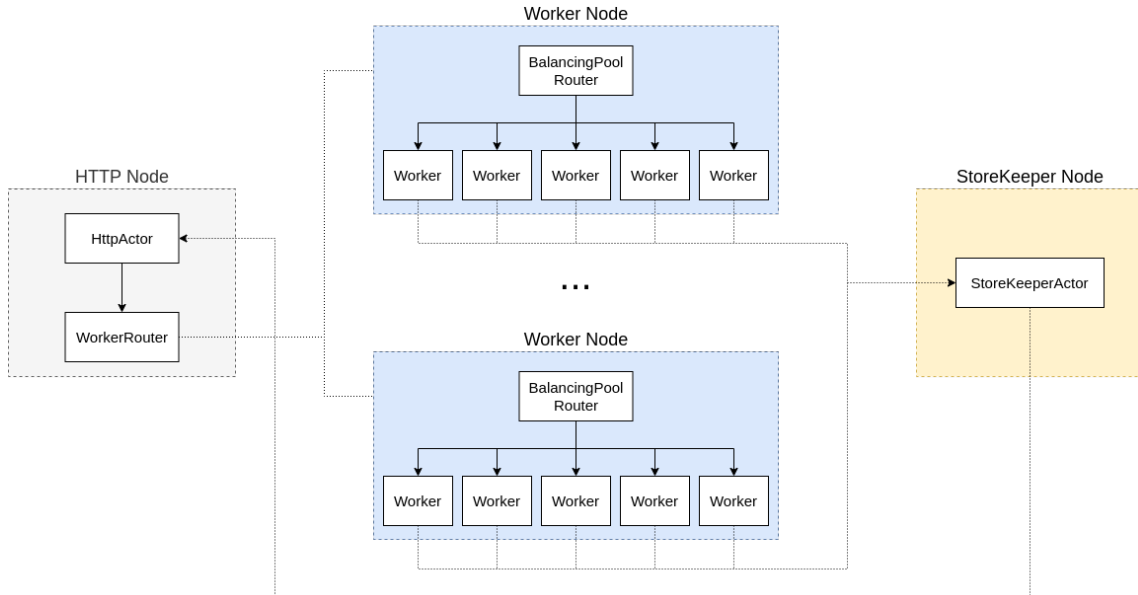 Worker Node
BalancingPool
Router
Worker
Worker
Worker
Worker
Worker
HTTP Node
HttpActor
WorkerRouter
StoreKeeper Node
StoreKeeperActor
...
Worker Node
BalancingPool
Router
Worker
Worker
Worker
Worker
Worker